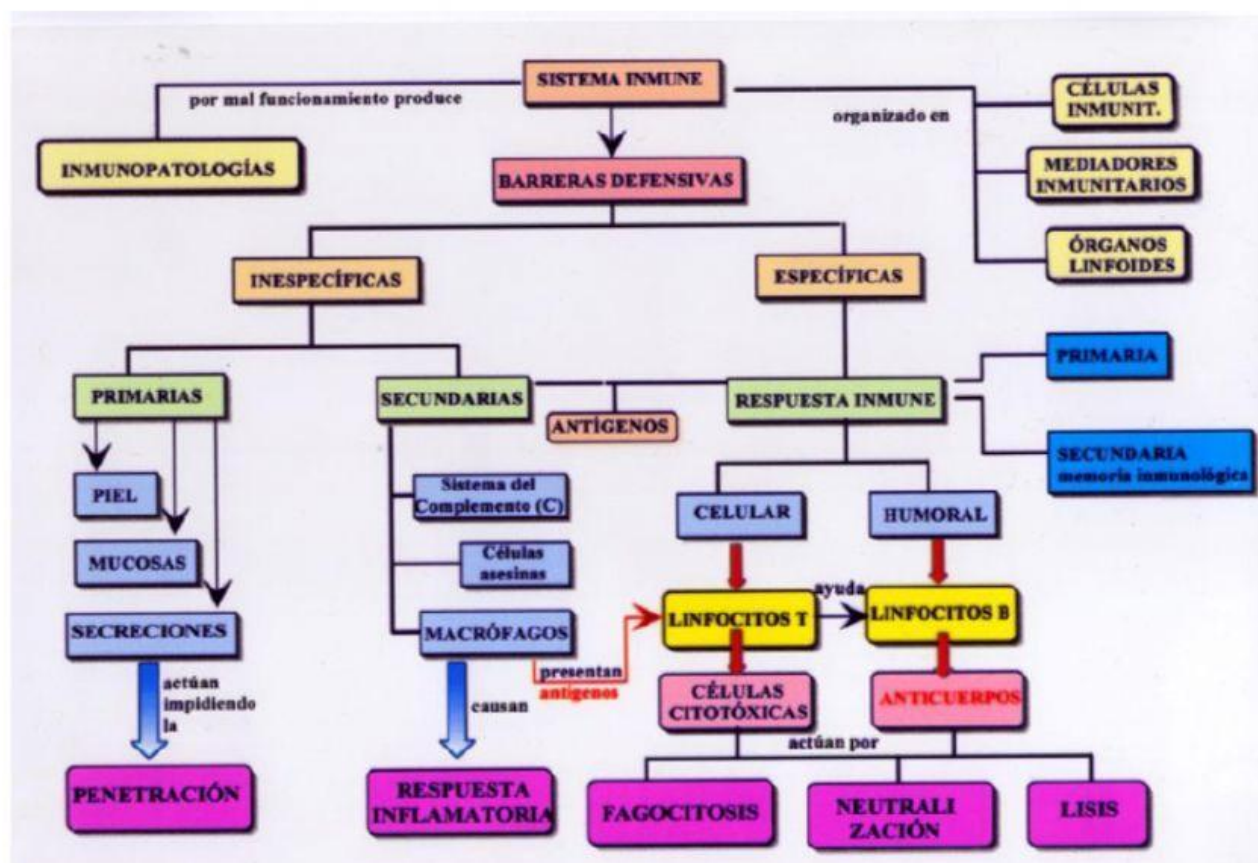 SISTEMA INMUNE
por mal funcionamiento produce
organizado en
CÉLULAS
INMUNIT.
INMUNOPATOLOGÍAS
BARRERAS DEFENSIVAS
MEDIADORES
INMUNITARIOS
ÓRGANOS
LINFOIDES
INESPECÍFICAS
ESPECÍFICAS
PRIMARIAS
SECUNDARIAS
ANTÍGENOS
RESPUESTA INMUNE
PRIMARIA
SECUNDARIA
memoria inmunológica
PIEL
MUCOSAS
SECRECIONES
Sistema del
Complemento (C)
Células
asesinas
MACRÓFAGOS
CELULAR
HUMORAL
LINFOCITOS T
ayuda
LINFOCITOS B
presentan
antígenos
actúan
impidiendo
la
causan
CÉLULAS
CITOTÓXICAS
ANTICUERPOS
actúan por
PENETRACIÓN
RESPUESTA
INFLAMATORIA
FAGOCITOSIS
NEUTRALI
ZACIÓN
LISIS